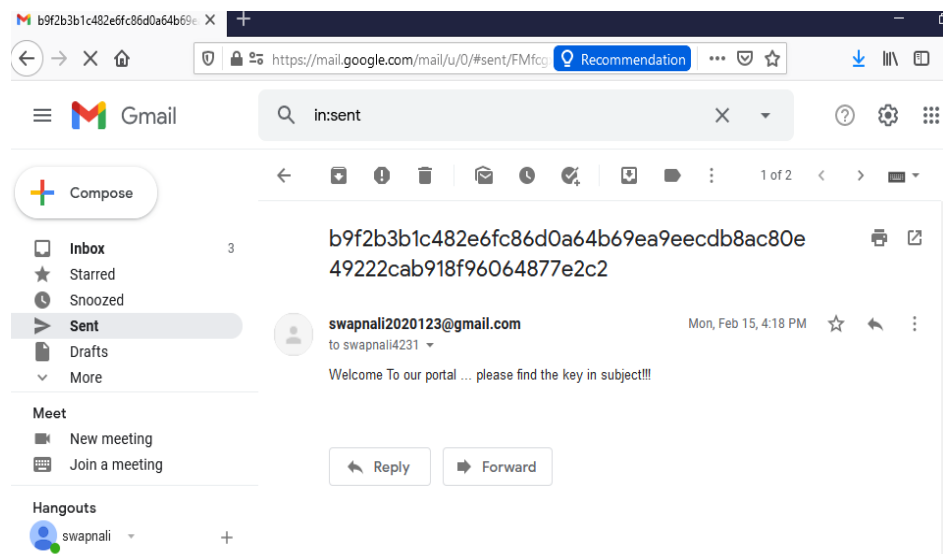 b9f2b3b1c482e6fc86d0a64b69e
https://mail.google.com/mail/u/0/#sent/FMfcg
Recommendation
Gmail
in:sent
Compose
1 of 2
Inbox 3
Starred
Snoozed
Sent
Drafts
More
Meet
New meeting
Join a meeting
Hangouts
swapnali
b9f2b3b1c482e6fc86d0a64b69ea9eecdb8ac80e
49222cab918f96064877e2c2
swapnali2020123@gmail.com Mon, Feb 15, 4:18 PM
to swapnali4231
Welcome To our portal ... please find the key in subject!!!
Reply Forward